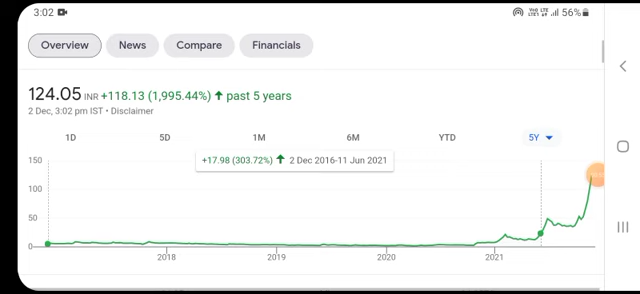 3:02 56%
Overview News Compare Financials
124.05 INR +118.13 (1,995.44%) ↑ past 5 years
2 Dec, 3:02 pm IST • Disclaimer
1D 5D 1M 6M YTD 5Y
+17.98 (303.72%) ↑ 2 Dec 2016-11 Jun 2021
150
100
50
0
2018 2019 2020 2021